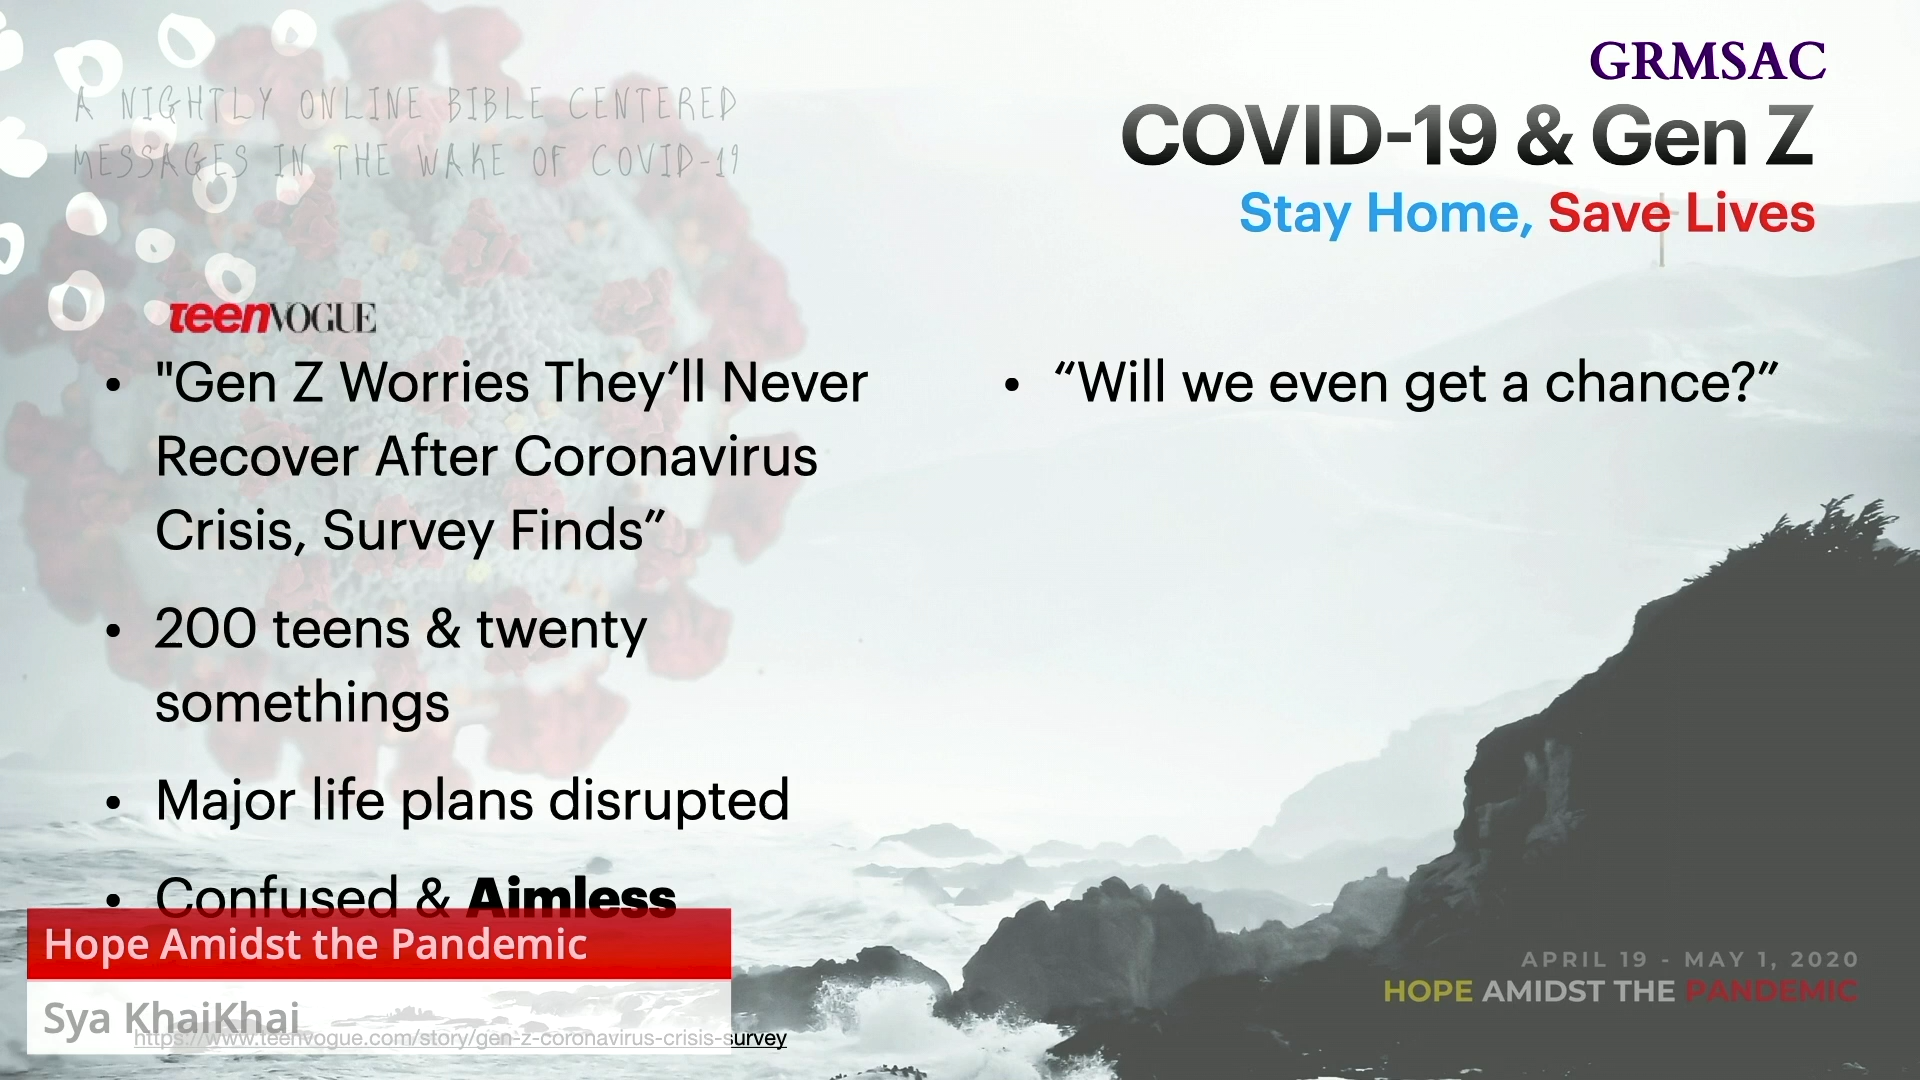 A NIGHTLY ONLINE BIBLE CENTERED
MESSAGES IN THE WAKE OF COVID-19
GRMSAC
COVID-19 & Gen Z
Stay Home, Save Lives
teenVOGUE
• "Gen Z Worries They’ll Never
Recover After Coronavirus
Crisis, Survey Finds”
• 200 teens & twenty
somethings
• Major life plans disrupted
• Confused & Aimless
• “Will we even get a chance?”
Hope Amidst the Pandemic
Sya KhaiKhai
https://www.teenvogue.com/story/gen-z-coronavirus-crisis-survey
APRIL 19 - MAY 1, 2020
HOPE AMIDST THE PANDEMIC